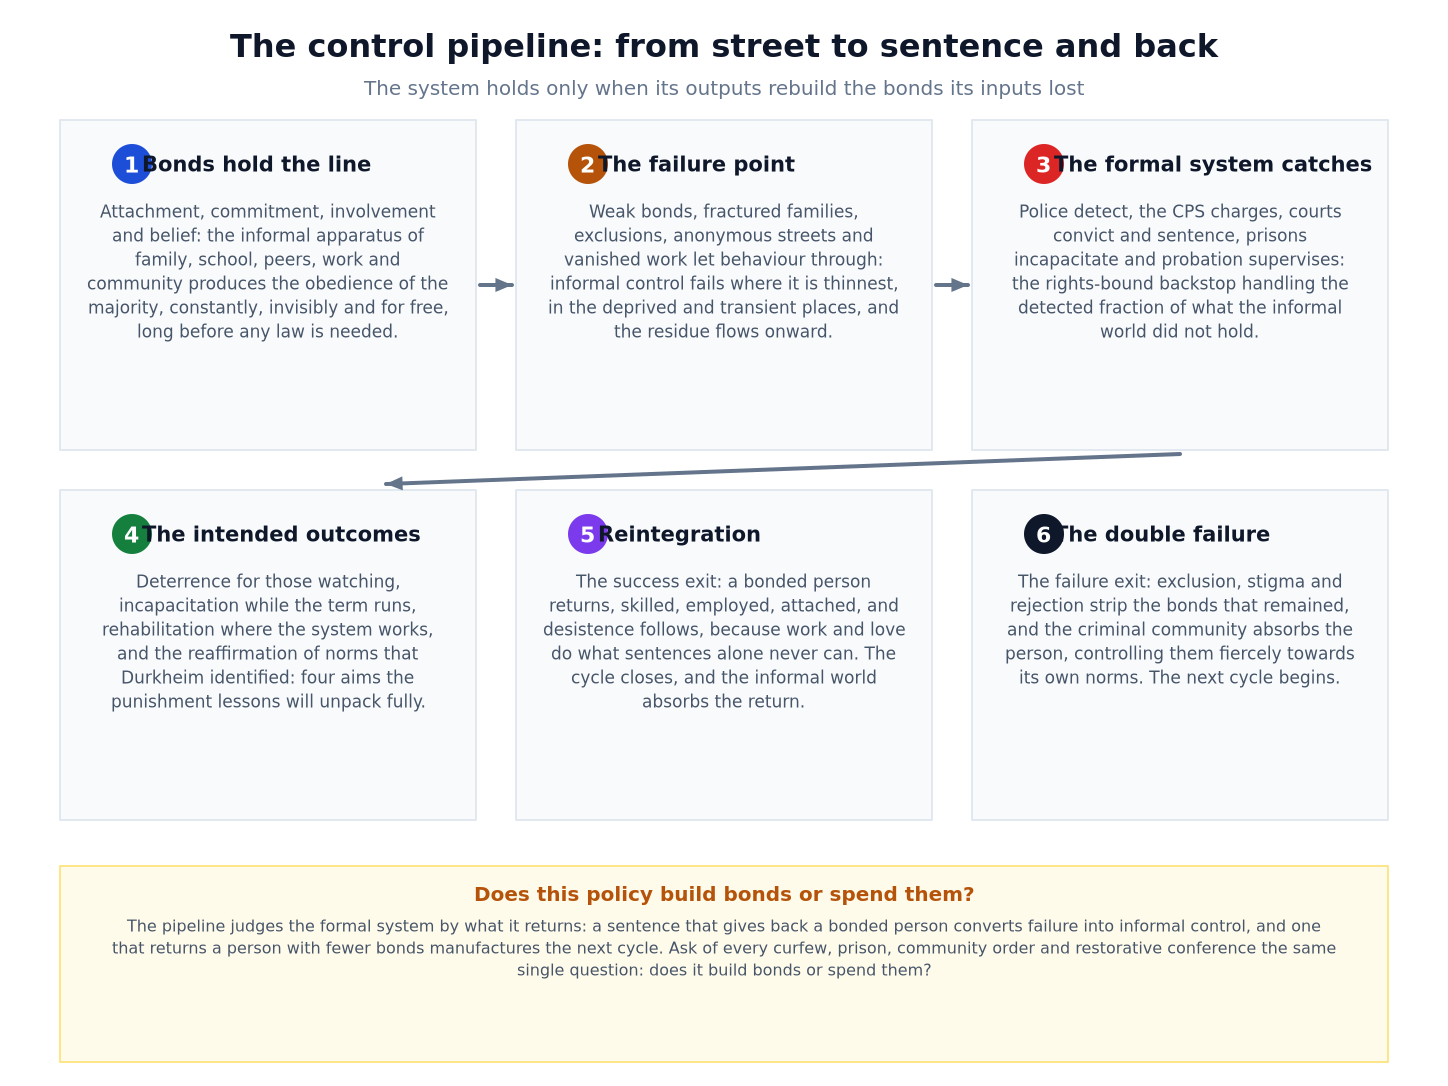 The control pipeline: from street to sentence and back
The system holds only when its outputs rebuild the bonds its inputs lost
1 Bonds hold the line
Attachment, commitment, involvement
and belief: the informal apparatus of
family, school, peers, work and
community produces the obedience of the
majority, constantly, invisibly and for free,
long before any law is needed.
2 The failure point
Weak bonds, fractured families,
exclusions, anonymous streets and
vanished work let behaviour through:
informal control fails where it is thinnest,
in the deprived and transient places, and
the residue flows onward.
3 The formal system catches
Police detect, the CPS charges, courts
convict and sentence, prisons
incapacitate and probation supervises:
the rights-bound backstop handling the
detected fraction of what the informal
world did not hold.
4 The intended outcomes
Deterrence for those watching,
incapacitation while the term runs,
rehabilitation where the system works,
and the reaffirmation of norms that
Durkheim identified: four aims the
punishment lessons will unpack fully.
5 Reintegration
The success exit: a bonded person
returns, skilled, employed, attached, and
desistence follows, because work and love
do what sentences alone never can. The
cycle closes, and the informal world
absorbs the return.
6 The double failure
The failure exit: exclusion, stigma and
rejection strip the bonds that remained,
and the criminal community absorbs the
person, controlling them fiercely towards
its own norms. The next cycle begins.
Does this policy build bonds or spend them?
The pipeline judges the formal system by what it returns: a sentence that gives back a bonded person converts failure into informal control, and one
that returns a person with fewer bonds manufactures the next cycle. Ask of every curfew, prison, community order and restorative conference the same
single question: does it build bonds or spend them?